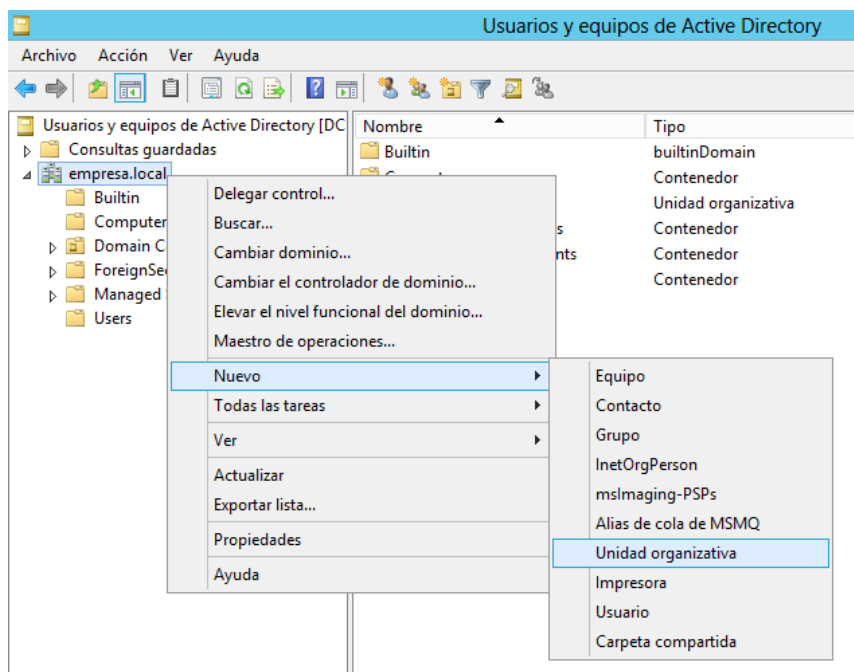 Usuarios y equipos de Active Directory
Archivo Acción Ver Ayuda
Usuarios y equipos de Active Directory [DC
Consultas guardadas
empresa.local
Builtin
Computer
Domain C
ForeignSe
Managed
Users
Nombre Tipo
Builtin builtinDomain
Contenedor
Unidad organizativa
s Contenedor
nts Contenedor
Contenedor
Delegar control...
Buscar...
Cambiar dominio...
Cambiar el controlador de dominio...
Elevar el nivel funcional del dominio...
Maestro de operaciones...
Nuevo
Todas las tareas
Ver
Actualizar
Exportar lista...
Propiedades
Ayuda
Equipo
Contacto
Grupo
InetOrgPerson
msImaging-PSPs
Alias de cola de MSMQ
Unidad organizativa
Impresora
Usuario
Carpeta compartida